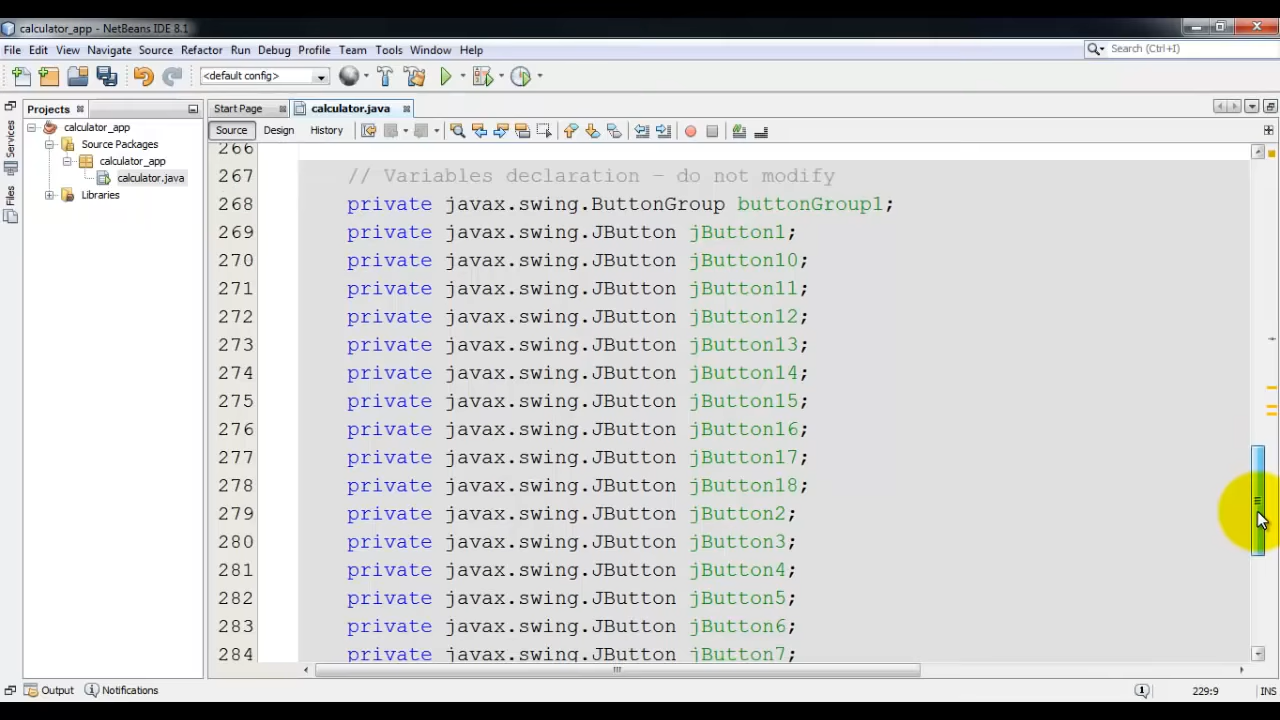 calculator_app - NetBeans IDE 8.1
File Edit View Navigate Source Refactor Run Debug Profile Team Tools Window Help
Search (Ctrl+I)
<default config>
Projects
Start Page
calculator.java
Services
Files
calculator_app
Source Packages
calculator_app
calculator.java
Libraries
Source Design History
266
267 // Variables declaration - do not modify
268 private javax.swing.ButtonGroup buttonGroup1;
269 private javax.swing.JButton jButton1;
270 private javax.swing.JButton jButton10;
271 private javax.swing.JButton jButton11;
272 private javax.swing.JButton jButton12;
273 private javax.swing.JButton jButton13;
274 private javax.swing.JButton jButton14;
275 private javax.swing.JButton jButton15;
276 private javax.swing.JButton jButton16;
277 private javax.swing.JButton jButton17;
278 private javax.swing.JButton jButton18;
279 private javax.swing.JButton jButton2;
280 private javax.swing.JButton jButton3;
281 private javax.swing.JButton jButton4;
282 private javax.swing.JButton jButton5;
283 private javax.swing.JButton jButton6;
284 private javax.swing.JButton jButton7;
Output Notifications
229:9 INS